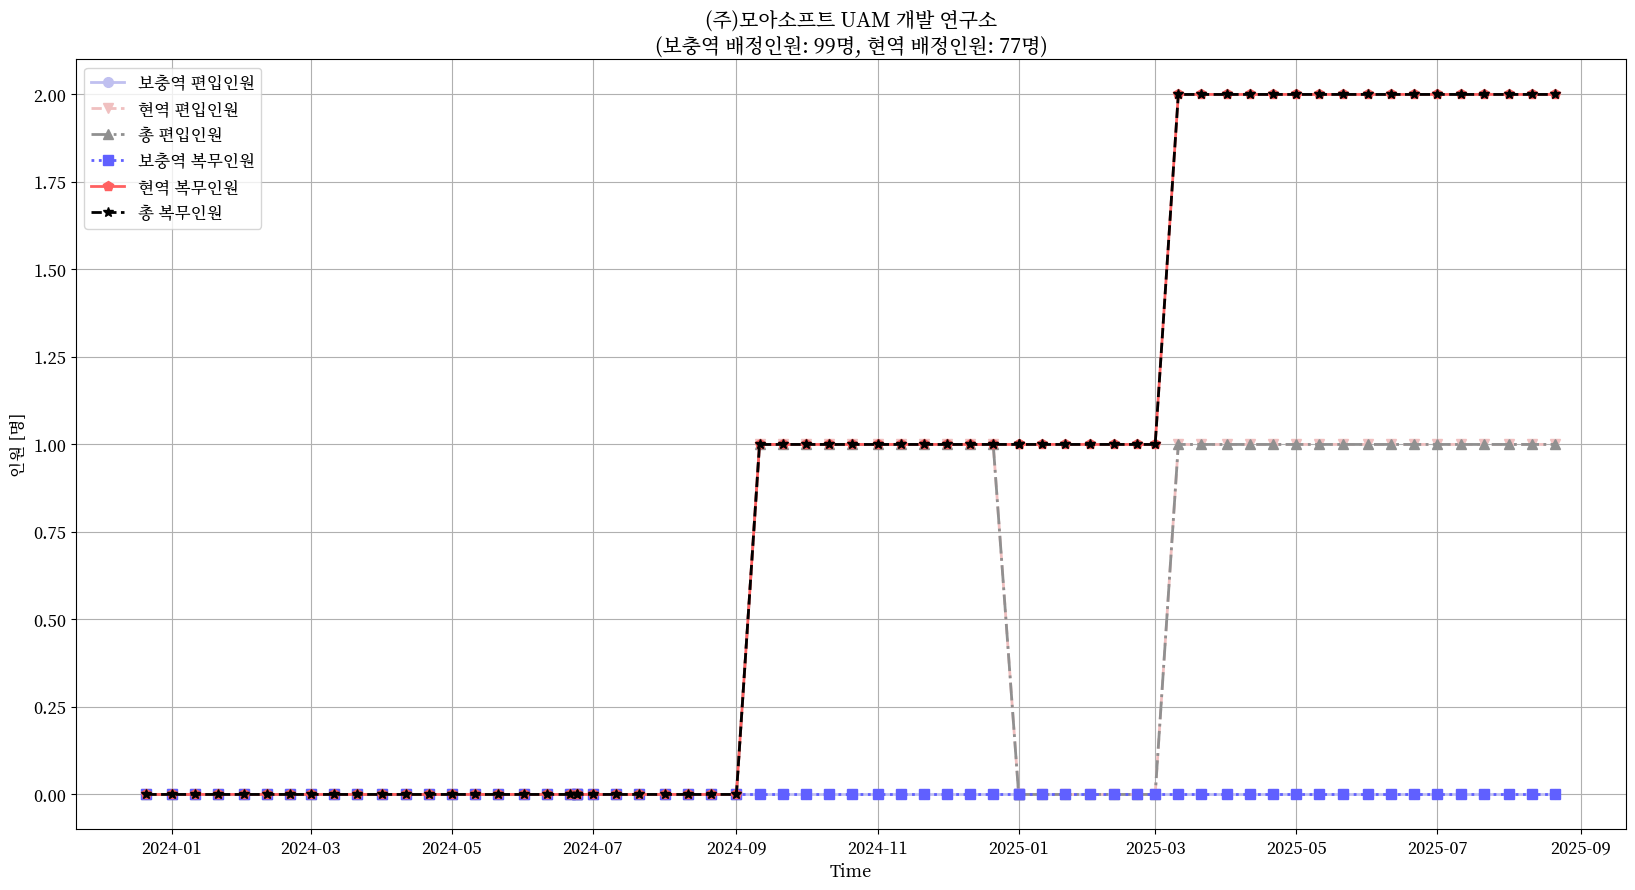 (주)모아소프트 UAM 개발 연구소
(보충역 배정인원: 99명, 현역 배정인원: 77명)
보충역 편입인원
현역 편입인원
총 편입인원
보충역 복무인원
현역 복무인원
총 복무인원
인원 [명]
2.00
1.75
1.50
1.25
1.00
0.75
0.50
0.25
0.00
2024-01
2024-03
2024-05
2024-07
2024-09
2024-11
2025-01
2025-03
2025-05
2025-07
2025-09
Time